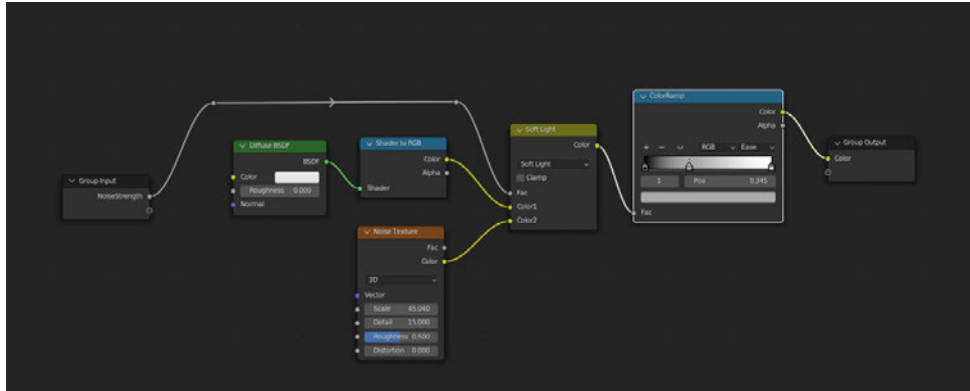 Group Input
NoiseStrength
Diffuse BSDF
BSDF
Color
Roughness 0.000
Normal
Shader to RGB
Color
Alpha
Shader
Noise Texture
Fac
Color
3D
Vector
Scale 45.040
Detail 15.000
Roughness 0.500
Distortion 0.000
Soft Light
Color
Soft Light
Clamp
Fac
Color1
Color2
ColorRamp
Color
Alpha
+ − RGB Ease
1 Pos 0.345
Fac
Group Output
Color